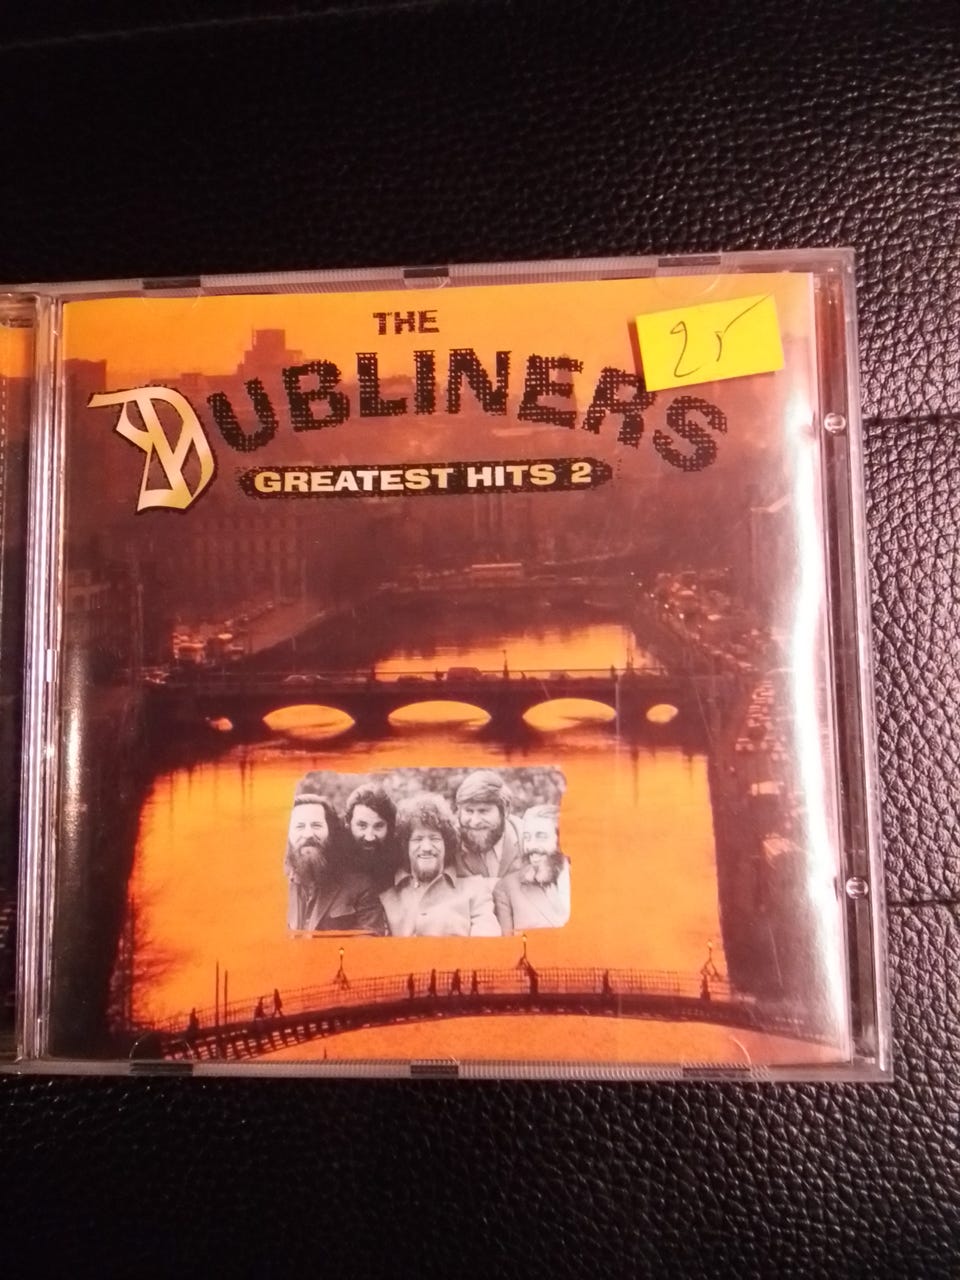 THE
DUBLINERS
GREATEST HITS 2
25